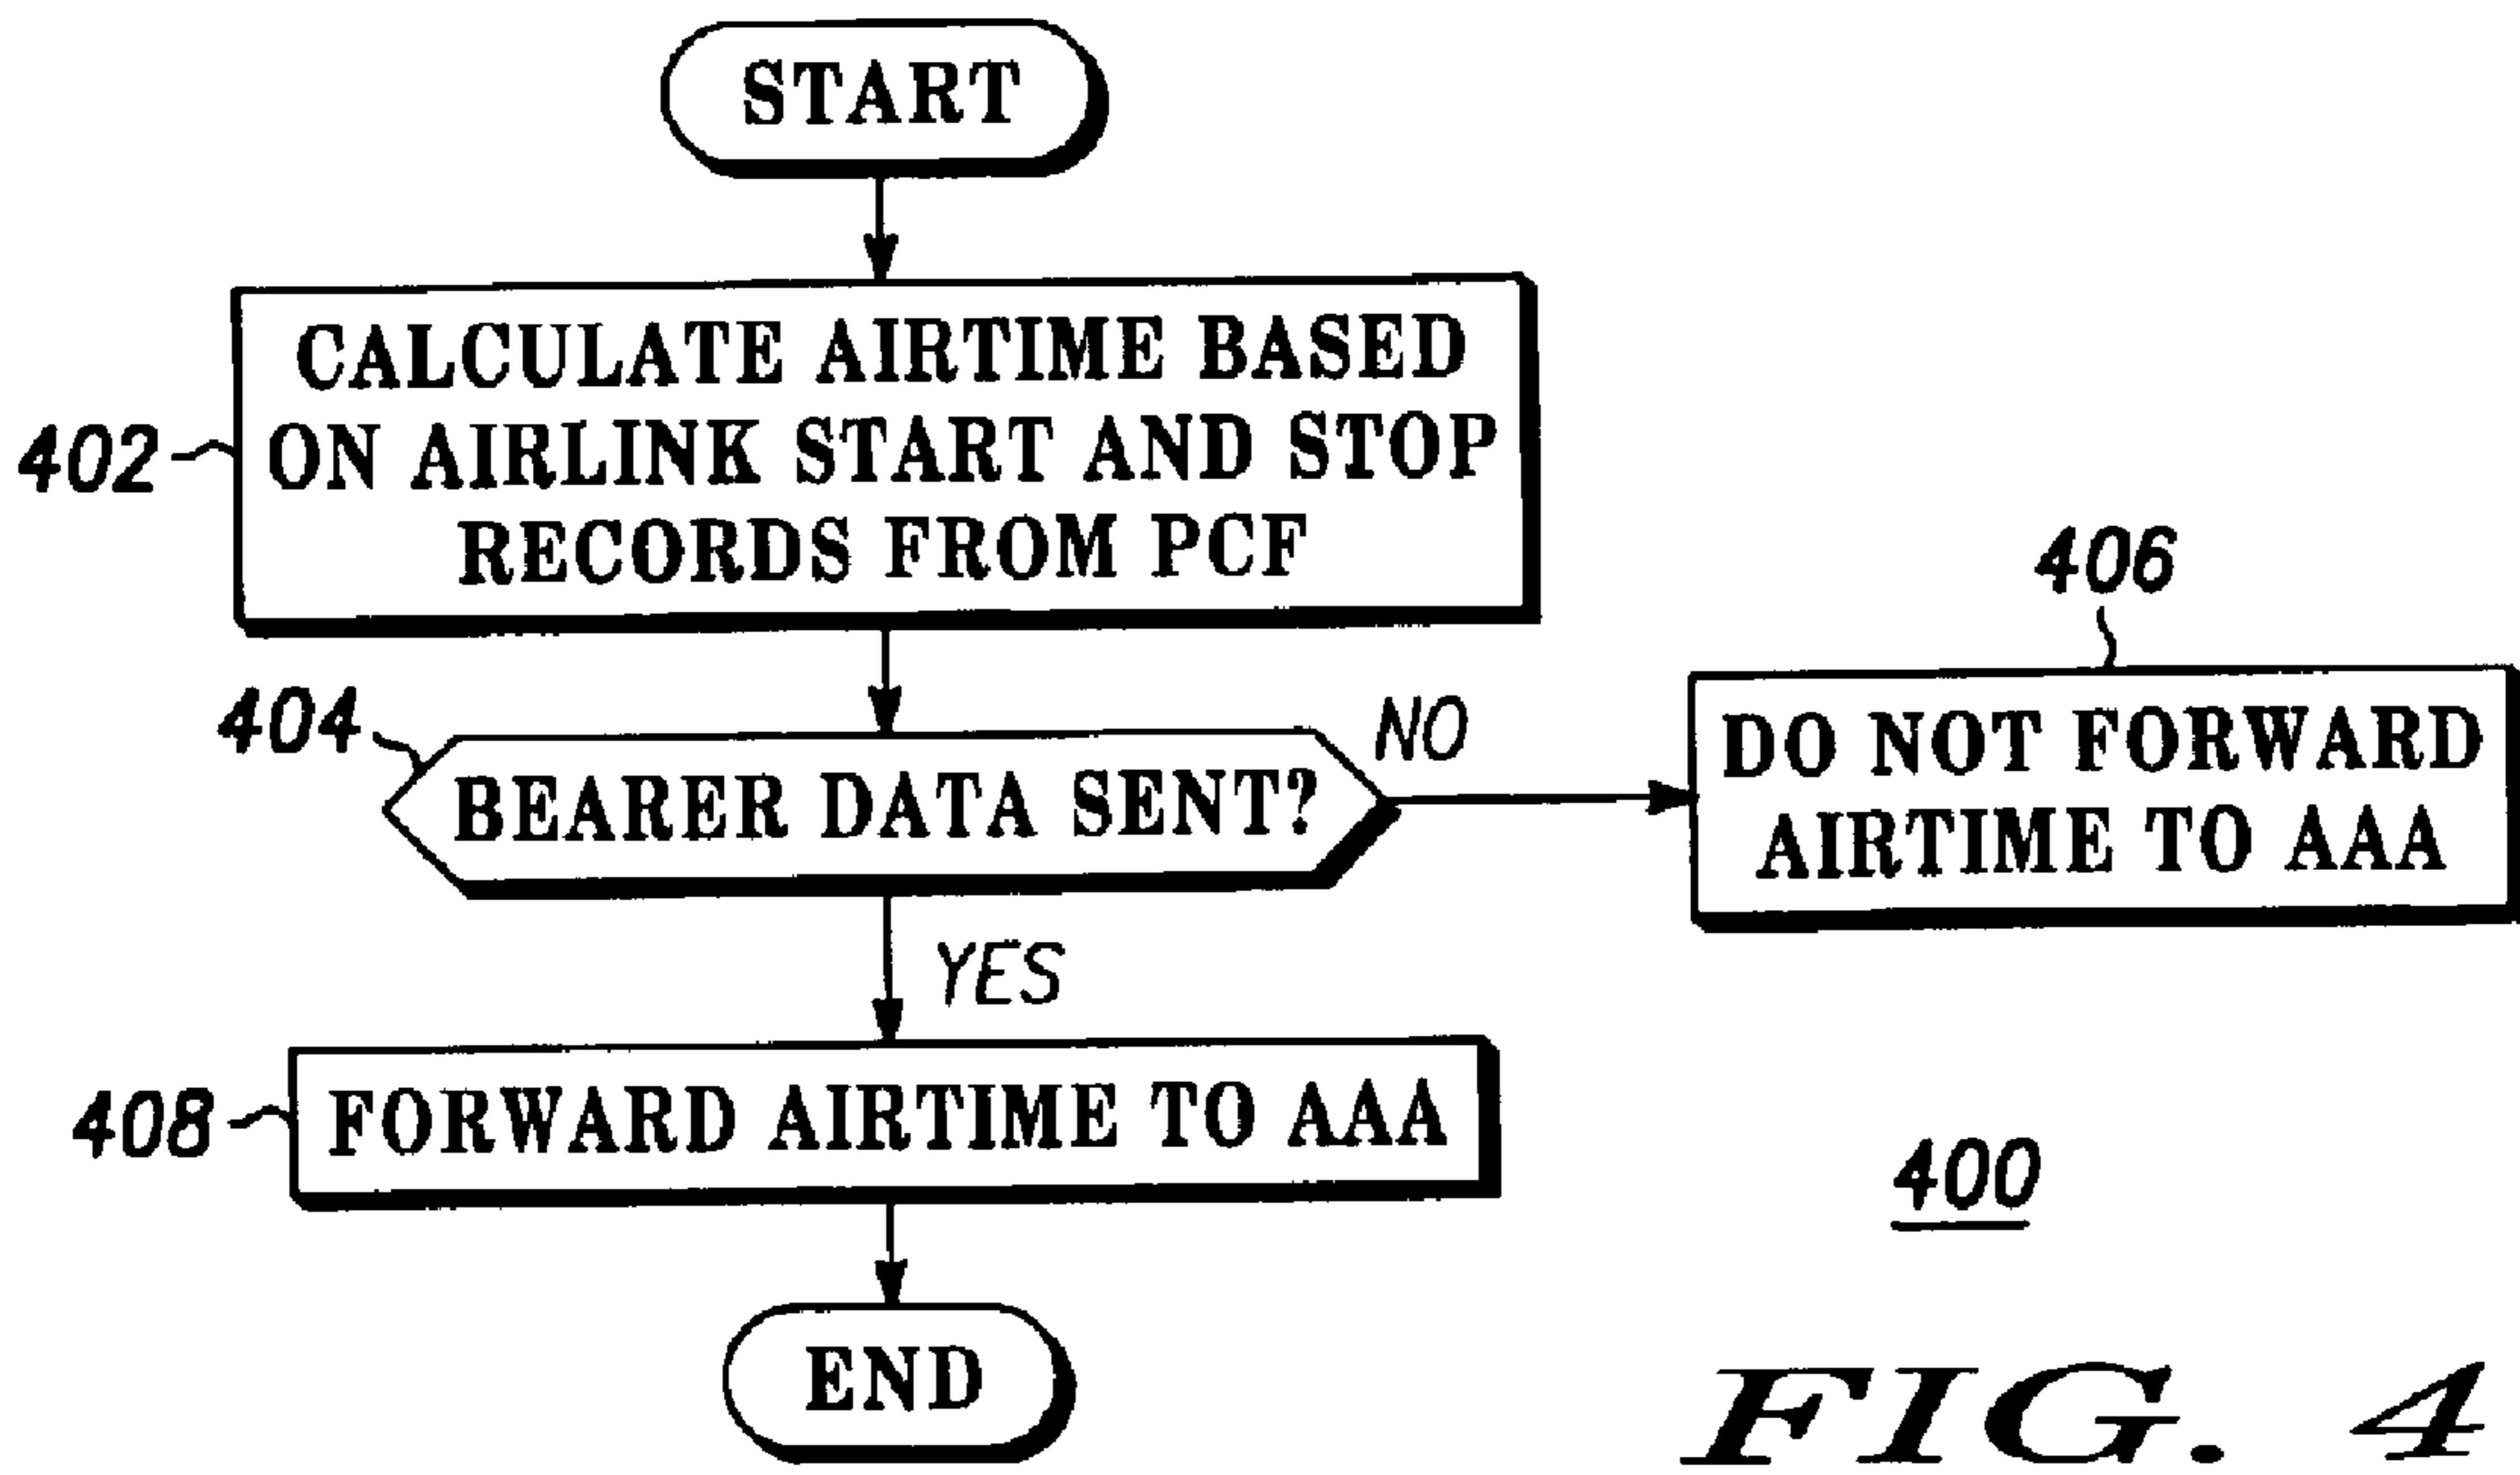 START
CALCULATE AIRTIME BASED
ON AIRLINK START AND STOP
RECORDS FROM PCF
402
406
404
BEARER DATA SENT?
NO
DO NOT FORWARD
AIRTIME TO AAA
YES
408
FORWARD AIRTIME TO AAA
400
END
FIG. 4